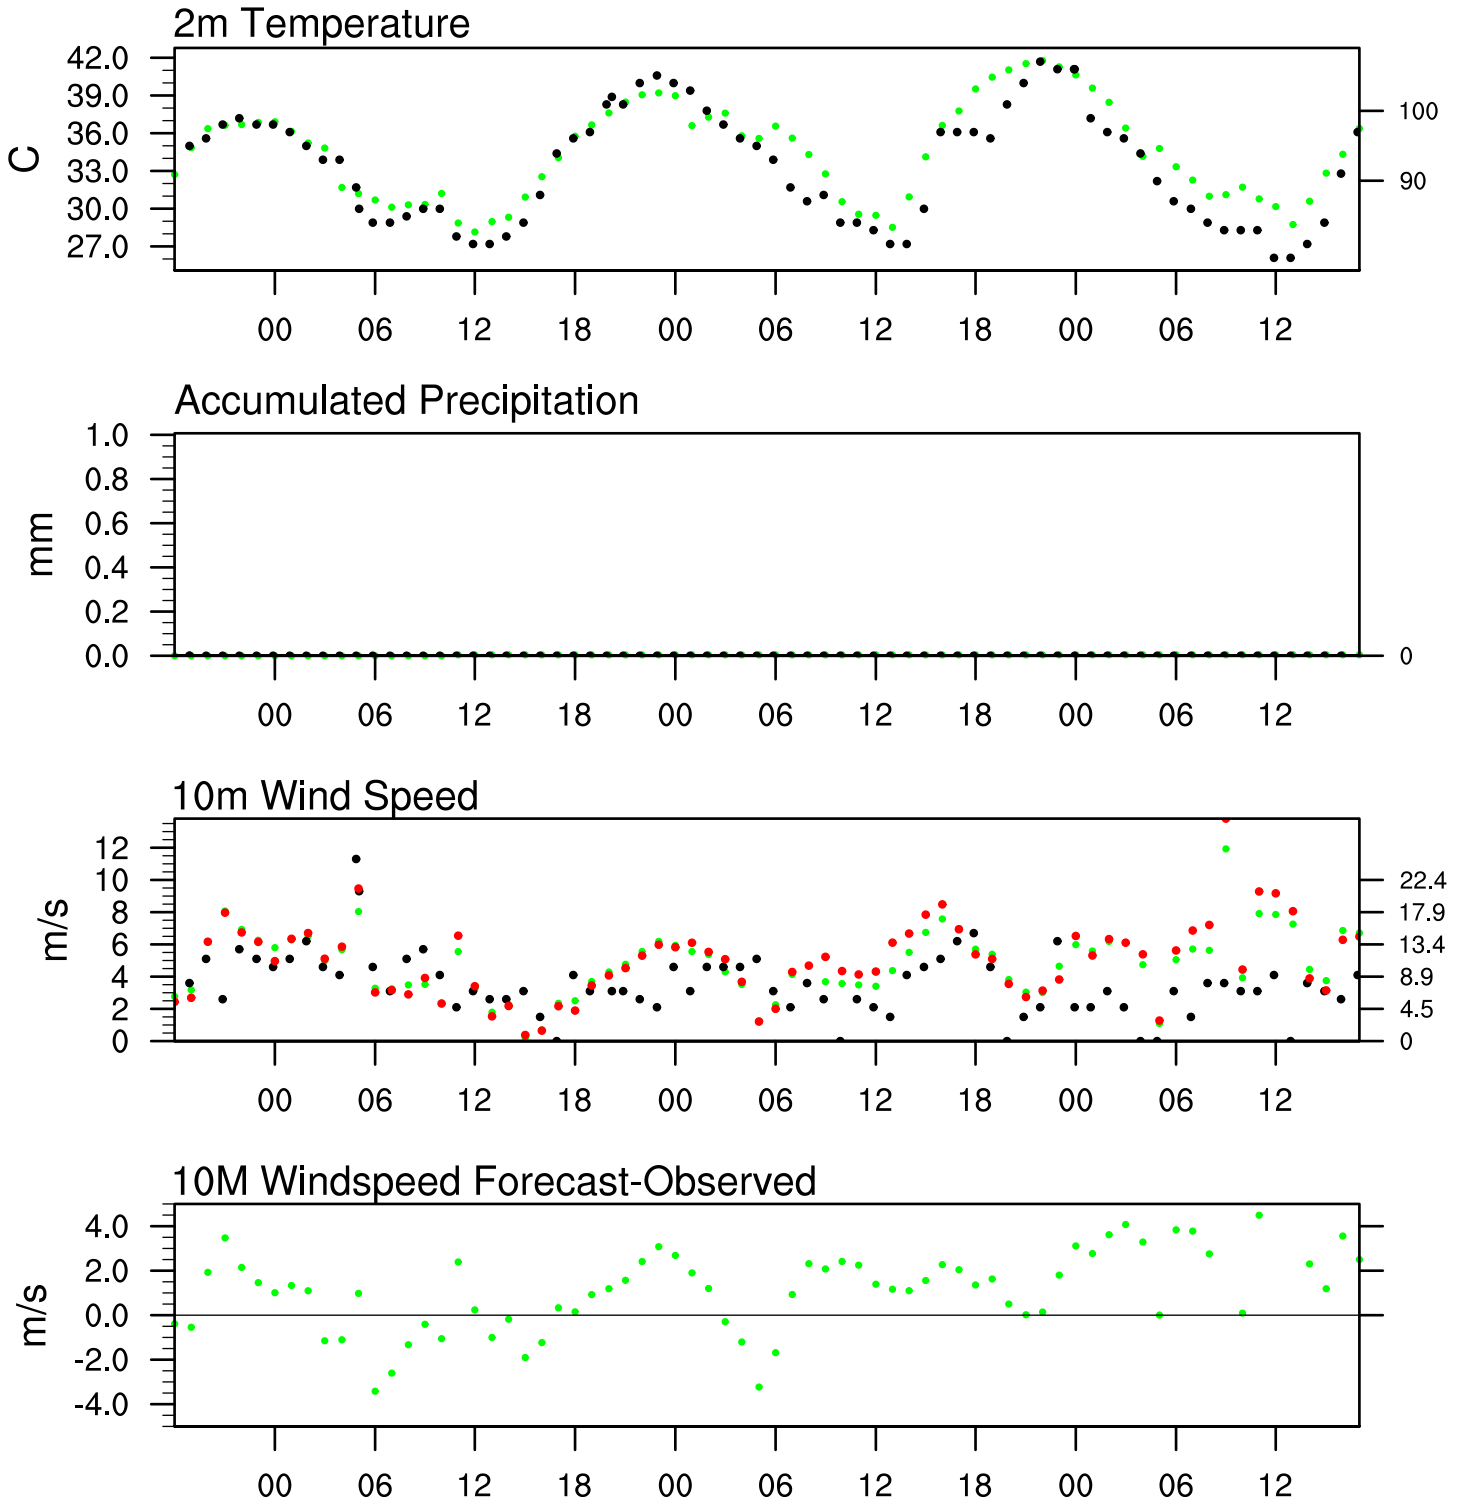 2m Temperature
42.0
39.0
36.0
33.0
30.0
27.0
C
100
90
00 06 12 18 00 06 12 18 00 06 12
Accumulated Precipitation
1.0
0.8
0.6
0.4
0.2
0.0
mm
0
00 06 12 18 00 06 12 18 00 06 12
10m Wind Speed
12
10
8
6
4
2
0
m/s
22.4
17.9
13.4
8.9
4.5
0
00 06 12 18 00 06 12 18 00 06 12
10M Windspeed Forecast-Observed
4.0
2.0
0.0
-2.0
-4.0
m/s
00 06 12 18 00 06 12 18 00 06 12